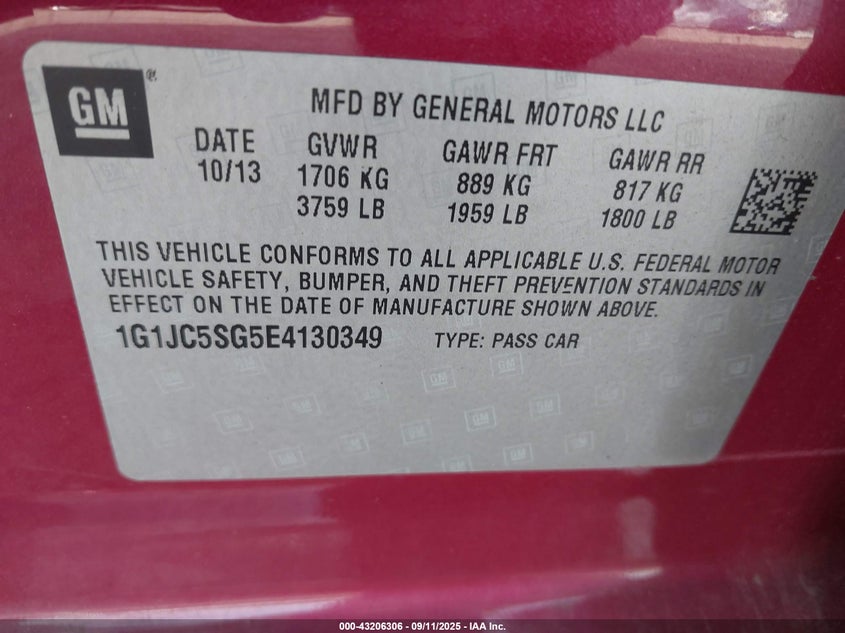 GM ®
MFD BY GENERAL MOTORS LLC
DATE GVWR GAWR FRT GAWR RR
10/13 1706 KG 889 KG 817 KG
3759 LB 1959 LB 1800 LB
THIS VEHICLE CONFORMS TO ALL APPLICABLE U.S. FEDERAL MOTOR
VEHICLE SAFETY, BUMPER, AND THEFT PREVENTION STANDARDS IN
EFFECT ON THE DATE OF MANUFACTURE SHOWN ABOVE.
1G1JC5SG5E4130349 TYPE: PASS CAR
000-43206306 - 09/11/2025 - IAA Inc.